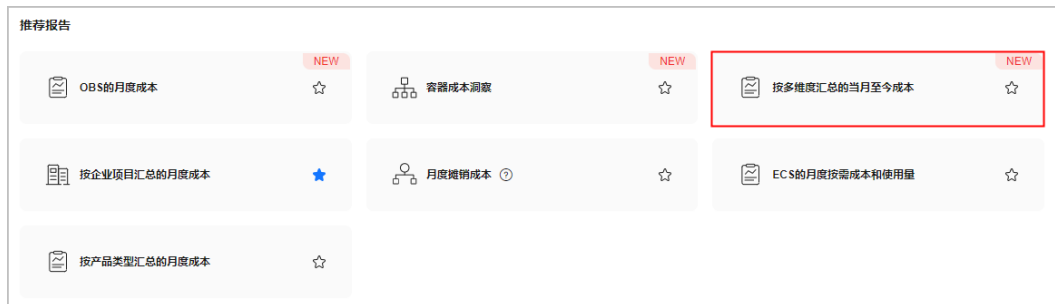 推荐报告
NEW
OBS的月度成本
NEW
容器成本洞察
NEW
按多维度汇总的当月至今成本
按企业项目汇总的月度成本
月度摊销成本 ?
ECS的月度按需成本和使用量
按产品类型汇总的月度成本